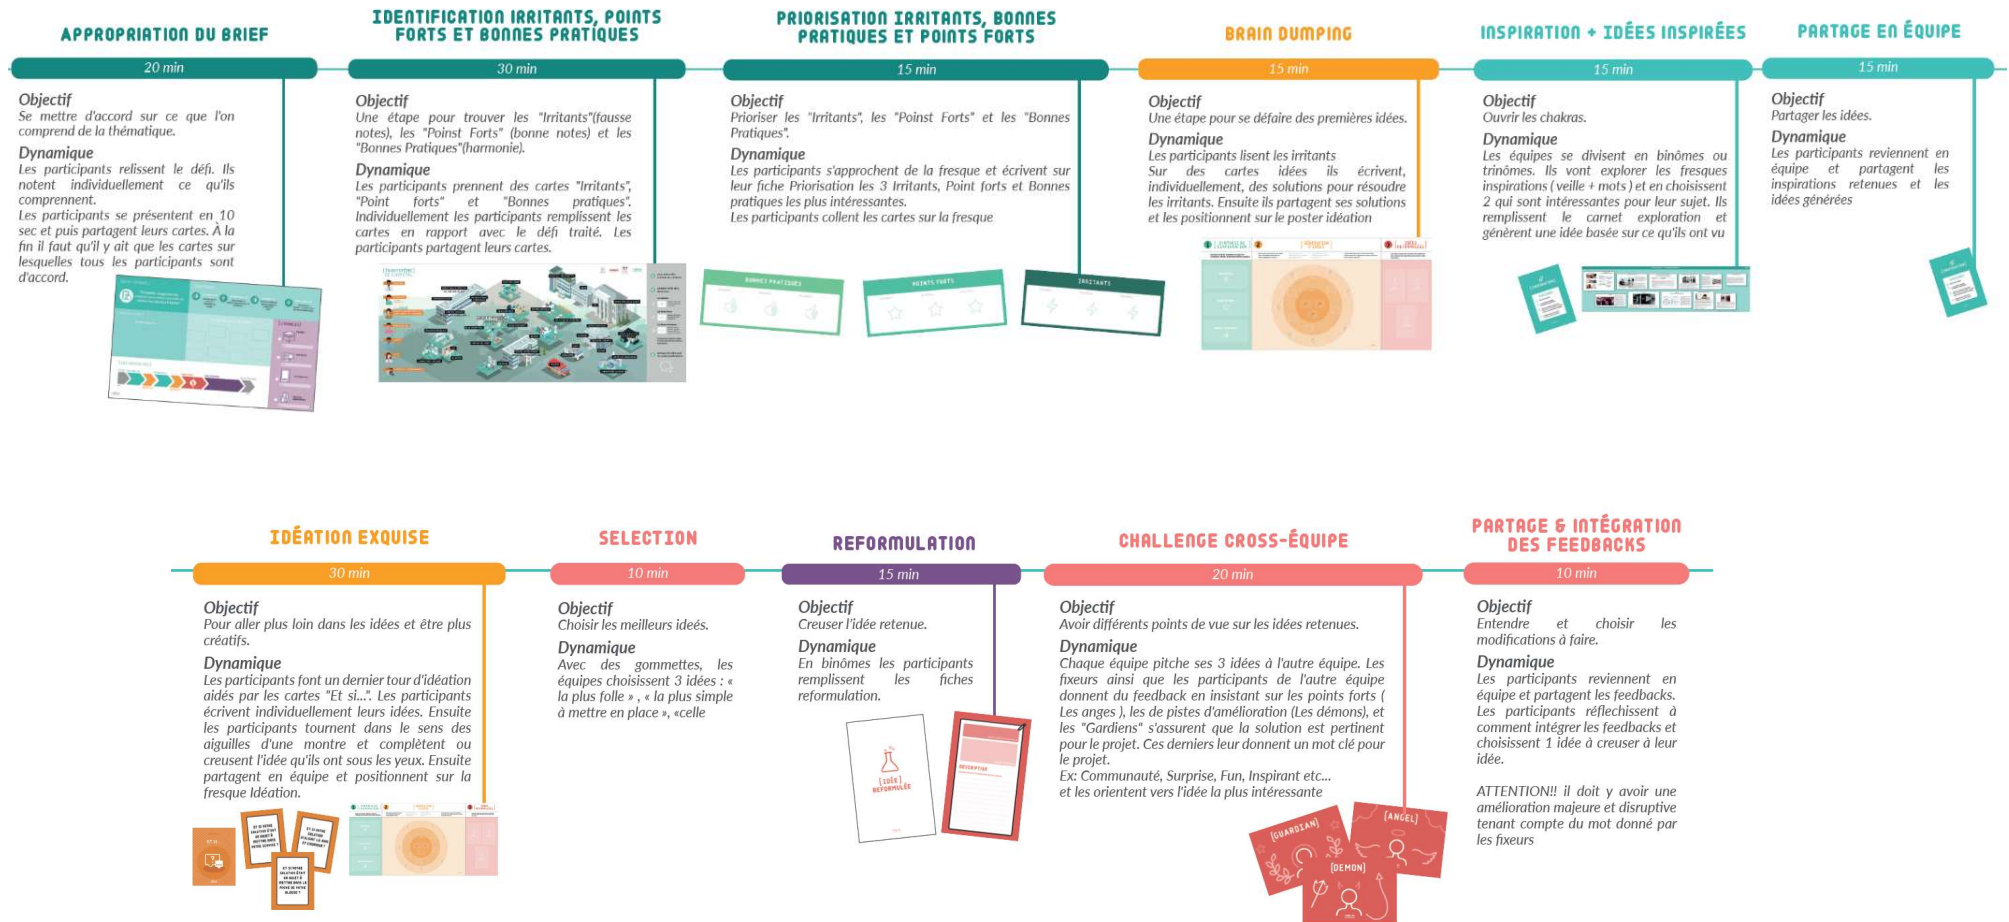 APPROPRIATION DU BRIEF
20 min
Objectif
Se mettre d'accord sur ce que l'on
comprend de la thématique.
Dynamique
Les participants relissent le défi. Ils
notent individuellement ce qu'ils
comprennent.
Les participants se présentent en 10
sec et puis partagent leurs cartes. À la
fin il faut qu'il y ait que les cartes sur
lesquelles tous les participants sont
d'accord.
IDENTIFICATION IRRITANTS, POINTS
FORTS ET BONNES PRATIQUES
30 min
Objectif
Une étape pour trouver les "Irritants"(fausse
notes), les "Poinst Forts" (bonne notes) et les
"Bonnes Pratiques"(harmonie).
Dynamique
Les participants prennent des cartes "Irritants",
"Point forts" et "Bonnes pratiques".
Individuellement les participants remplissent les
cartes en rapport avec le défi traité. Les
participants partagent leurs cartes.
PRIORISATION IRRITANTS, BONNES
PRATIQUES ET POINTS FORTS
15 min
Objectif
Prioriser les "Irritants", les "Poinst Forts" et les "Bonnes
Pratiques".
Dynamique
Les participants s'approchent de la fresque et écrivent sur
leur fiche Priorisation les 3 Irritants, Point forts et Bonnes
pratiques les plus intéressantes.
Les participants collent les cartes sur la fresque
BONNES PRATIQUES
POINTS FORTS
IRRITANTS
BRAIN DUMPING
15 min
Objectif
Une étape pour se défaire des premières idées.
Dynamique
Les participants lisent les irritants
Sur des cartes idées ils écrivent,
individuellement, des solutions pour résoudre
les irritants. Ensuite ils partagent ses solutions
et les positionnent sur le poster idéation
INSPIRATION + IDÉES INSPIRÉES
15 min
Objectif
Ouvrir les chakras.
Dynamique
Les équipes se divisent en binômes ou
trinômes. Ils vont explorer les fresques
inspirations ( veille + mots ) et en choisissent
2 qui sont intéressantes pour leur sujet. Ils
remplissent le carnet exploration et
génèrent une idée basée sur ce qu'ils ont vu
PARTAGE EN ÉQUIPE
15 min
Objectif
Partager les idées.
Dynamique
Les participants reviennent en
équipe et partagent les
inspirations retenues et les
idées générées
IDÉATION EXQUISE
30 min
Objectif
Pour aller plus loin dans les idées et être plus
créatifs.
Dynamique
Les participants font un dernier tour d'idéation
aidés par les cartes "Et si...". Les participants
écrivent individuellement leurs idées. Ensuite
les participants tournent dans le sens des
aiguilles d'une montre et complètent ou
creusent l'idée qu'ils ont sous les yeux. Ensuite
partagent en équipe et positionnent sur la
fresque Idéation.
SELECTION
10 min
Objectif
Choisir les meilleurs ideés.
Dynamique
Avec des gommettes, les
équipes choisissent 3 idées : «
la plus folle » , « la plus simple
à mettre en place », «celle
REFORMULATION
15 min
Objectif
Creuser l'idée retenue.
Dynamique
En binômes les participants
remplissent les fiches
reformulation.
[IDÉE]
REFORMULÉE
DESCRIPTION
CHALLENGE CROSS-ÉQUIPE
20 min
Objectif
Avoir différents points de vue sur les idées retenues.
Dynamique
Chaque équipe pitche ses 3 idées à l'autre équipe. Les
fixeurs ainsi que les participants de l'autre équipe
donnent du feedback en insistant sur les points forts (
Les anges ), les de pistes d'amélioration (Les démons), et
les "Gardiens" s'assurent que la solution est pertinent
pour le projet. Ces derniers leur donnent un mot clé pour
le projet.
Ex: Communauté, Surprise, Fun, Inspirant etc...
et les orientent vers l'idée la plus intéressante
[GUARDIAN]
[ANGEL]
[DEMON]
PARTAGE & INTÉGRATION
DES FEEDBACKS
10 min
Objectif
Entendre et choisir les
modifications à faire.
Dynamique
Les participants reviennent en
équipe et partagent les feedbacks.
Les participants réflechissent à
comment intégrer les feedbacks et
choisissent 1 idée à creuser à leur
idée.
ATTENTION!! il doit y avoir une
amélioration majeure et disruptive
tenant compte du mot donné par
les fixeurs